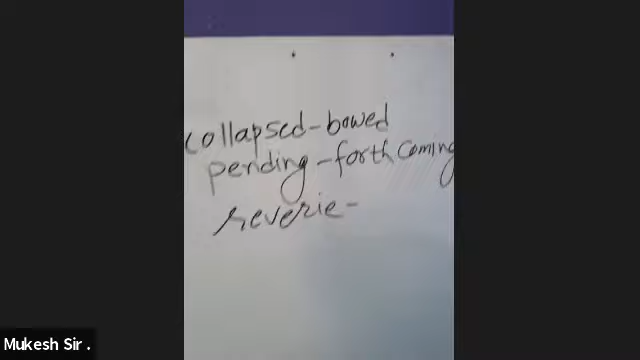 collapsed-bowed
pending-forthcoming
reverie-
Mukesh Sir .